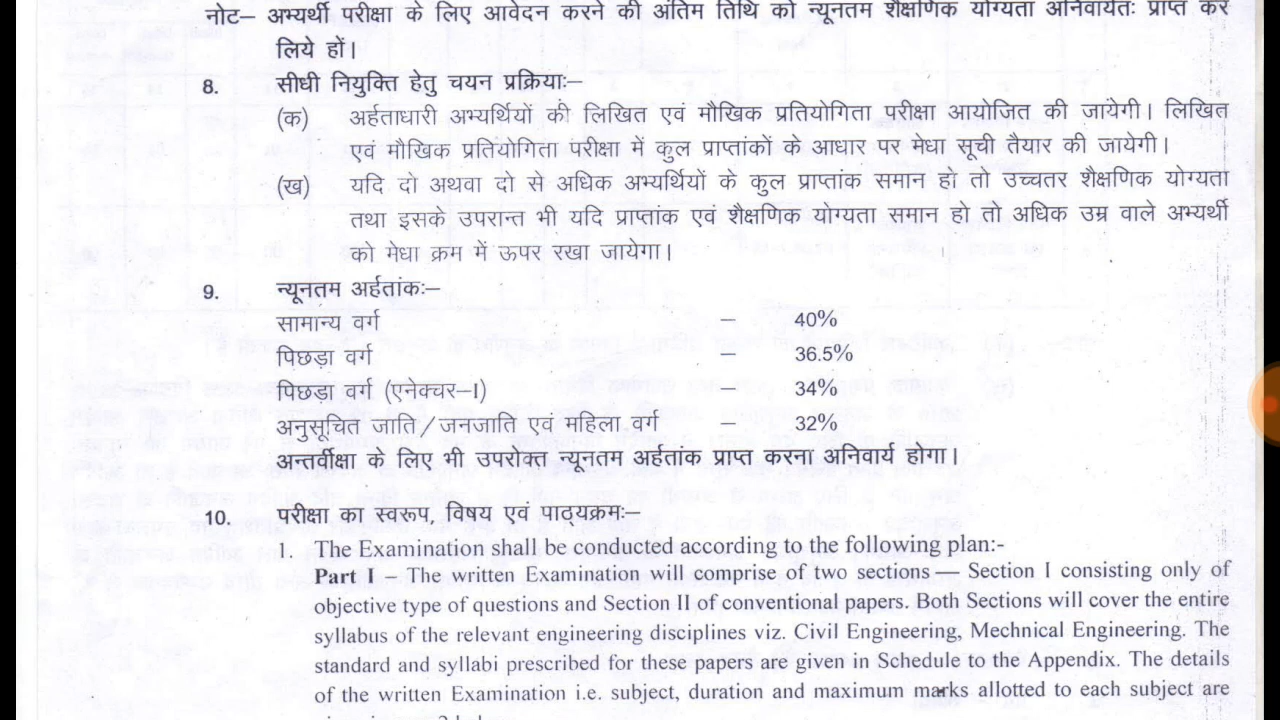 नोट– अभ्यर्थी परीक्षा के लिए आवेदन करने की अंतिम तिथि को न्यूनतम शैक्षणिक योग्यता अनिवार्यतः प्राप्त कर
लिये हों।
8. सीधी नियुक्ति हेतु चयन प्रक्रियाः–
(क) अर्हताधारी अभ्यर्थियों की लिखित एवं मौखिक प्रतियोगिता परीक्षा आयोजित की जायेगी। लिखित
एवं मौखिक प्रतियोगिता परीक्षा में कुल प्राप्तांकों के आधार पर मेधा सूची तैयार की जायेगी।
(ख) यदि दो अथवा दो से अधिक अभ्यर्थियों के कुल प्राप्तांक समान हो तो उच्चतर शैक्षणिक योग्यता
तथा इसके उपरान्त भी यदि प्राप्तांक एवं शैक्षणिक योग्यता समान हो तो अधिक उम्र वाले अभ्यर्थी
को मेधा क्रम में ऊपर रखा जायेगा।
9. न्यूनतम अर्हतांकः–
सामान्य वर्ग – 40%
पिछड़ा वर्ग – 36.5%
पिछड़ा वर्ग (एनेक्चर–I) – 34%
अनुसूचित जाति/जनजाति एवं महिला वर्ग – 32%
अन्तर्वीक्षा के लिए भी उपरोक्त न्यूनतम अर्हतांक प्राप्त करना अनिवार्य होगा।
10. परीक्षा का स्वरूप, विषय एवं पाठ्यक्रमः–
1. The Examination shall be conducted according to the following plan:-
Part I – The written Examination will comprise of two sections— Section I consisting only of
objective type of questions and Section II of conventional papers. Both Sections will cover the entire
syllabus of the relevant engineering disciplines viz. Civil Engineering, Mechnical Engineering. The
standard and syllabi prescribed for these papers are given in Schedule to the Appendix. The details
of the written Examination i.e. subject, duration and maximum marks allotted to each subject are